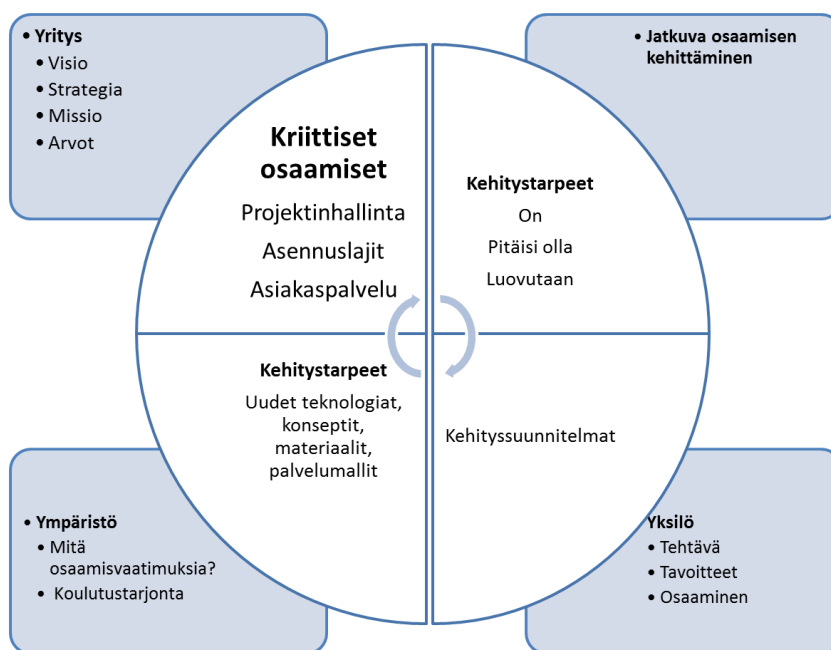 • Yritys
• Visio
• Strategia
• Missio
• Arvot
• Jatkuva osaamisen
kehittäminen
Kriittiset
osaamiset
Projektinhallinta
Asennuslajit
Asiakaspalvelu
Kehitystarpeet
On
Pitäisi olla
Luovutaan
Kehitystarpeet
Uudet teknologiat,
konseptit,
materiaalit,
palvelumallit
Kehityssuunnitelmat
• Ympäristö
• Mitä
osaamisvaatimuksia?
• Koulutustarjonta
Yksilö
• Tehtävä
• Tavoitteet
• Osaaminen